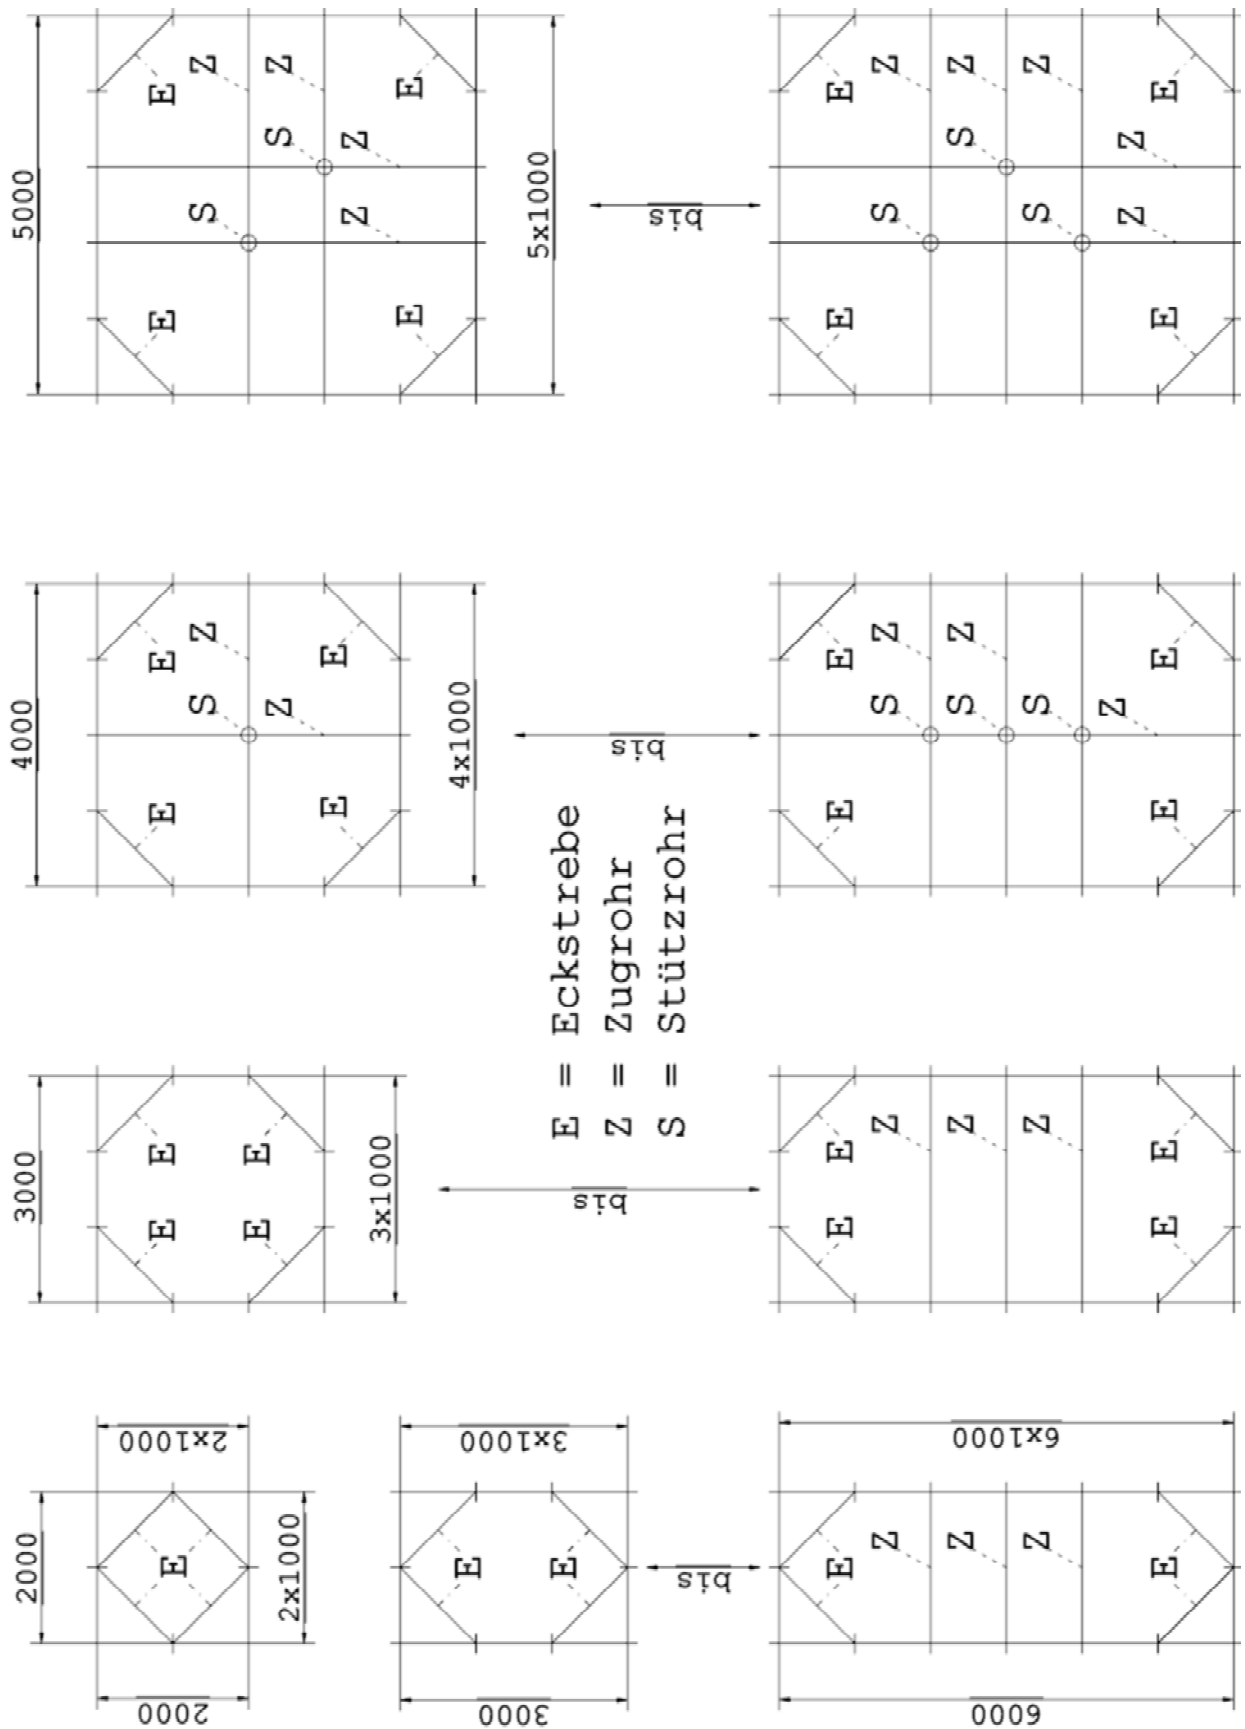 2000
2000
2x1000
E
2x1000
3000
4000
5000
E E
E E
3x1000
E E
S Z
Z
E E
4x1000
E E
S Z
S Z
Z Z
E E
5x1000
3000
3x1000
E
E
bis
bis
bis
bis
E = Eckstrebe
Z = Zugrohr
S = Stützrohr
6000
6x1000
E
Z
Z
Z
E
E E
Z
Z
Z
E E
E E
S Z
S Z
S
Z
E E
E E
S Z
S Z
S Z
Z Z
E E